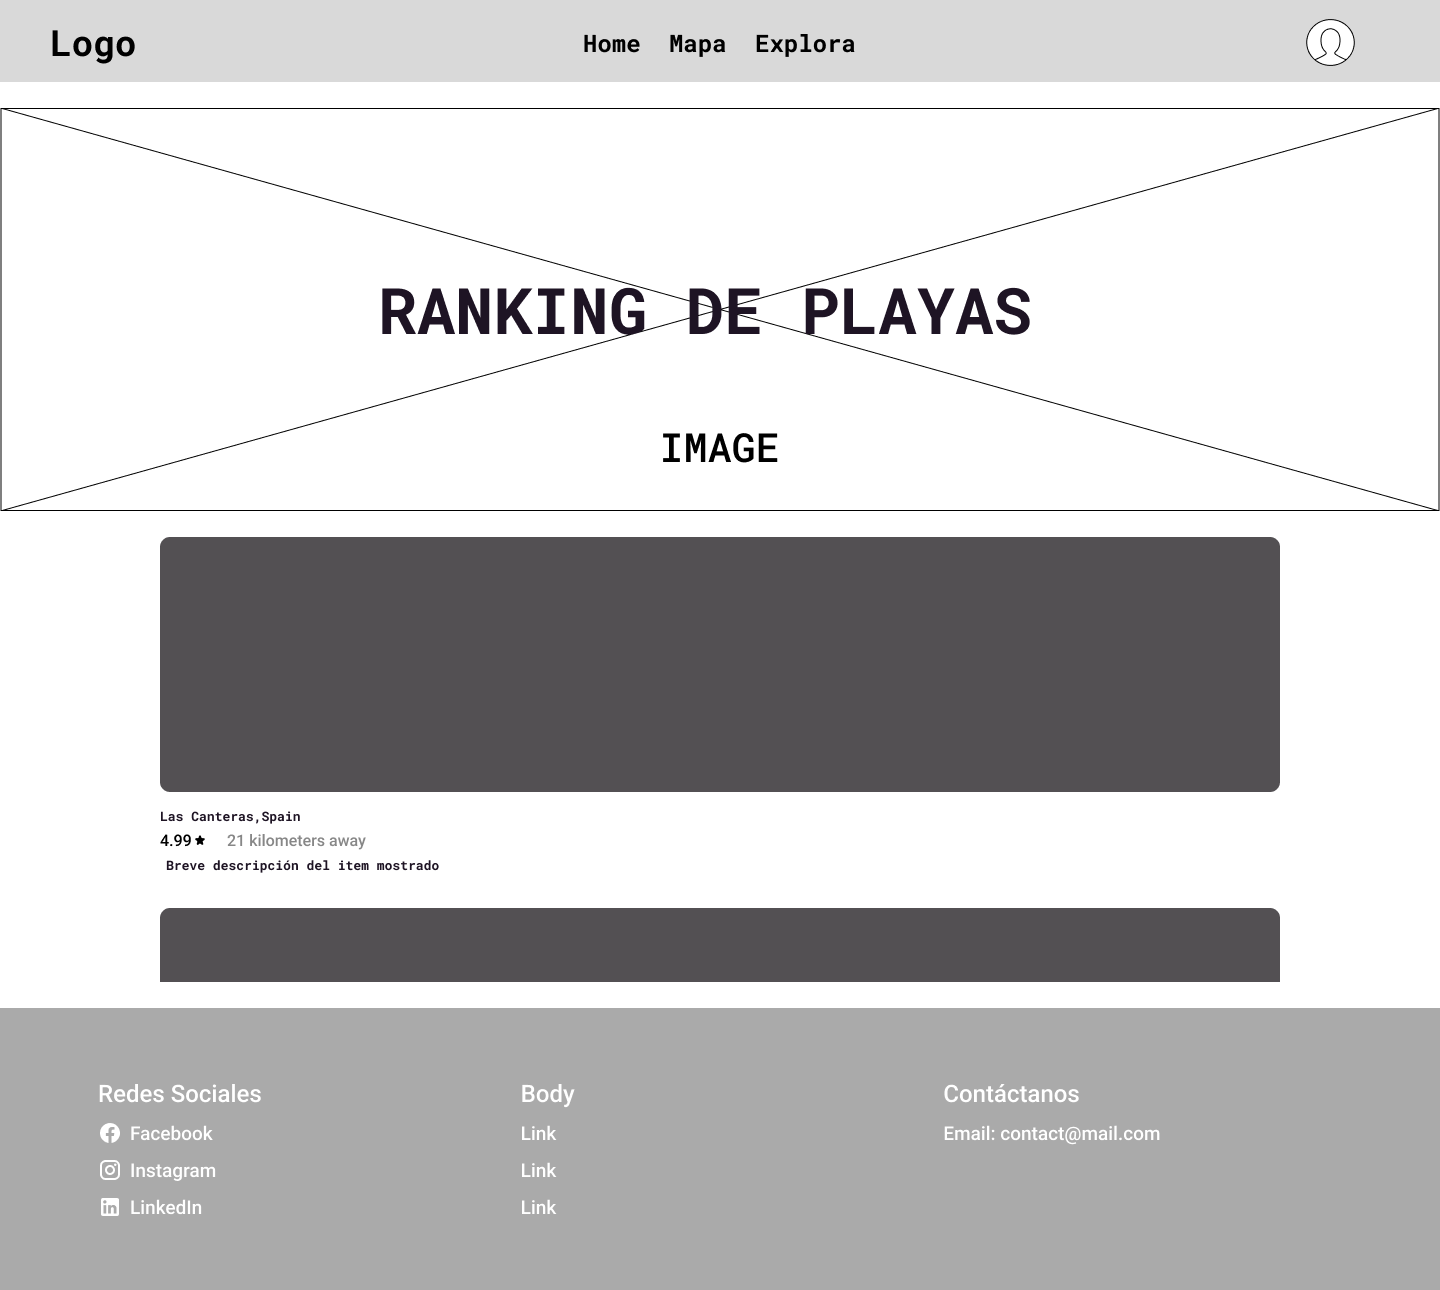 Logo
Home Mapa Explora
RANKING DE PLAYAS
IMAGE
Las Canteras,Spain
4.99 21 kilometers away
Breve descripción del item mostrado
Redes Sociales
Facebook
Instagram
LinkedIn
Body
Link
Link
Link
Contáctanos
Email: contact@mail.com